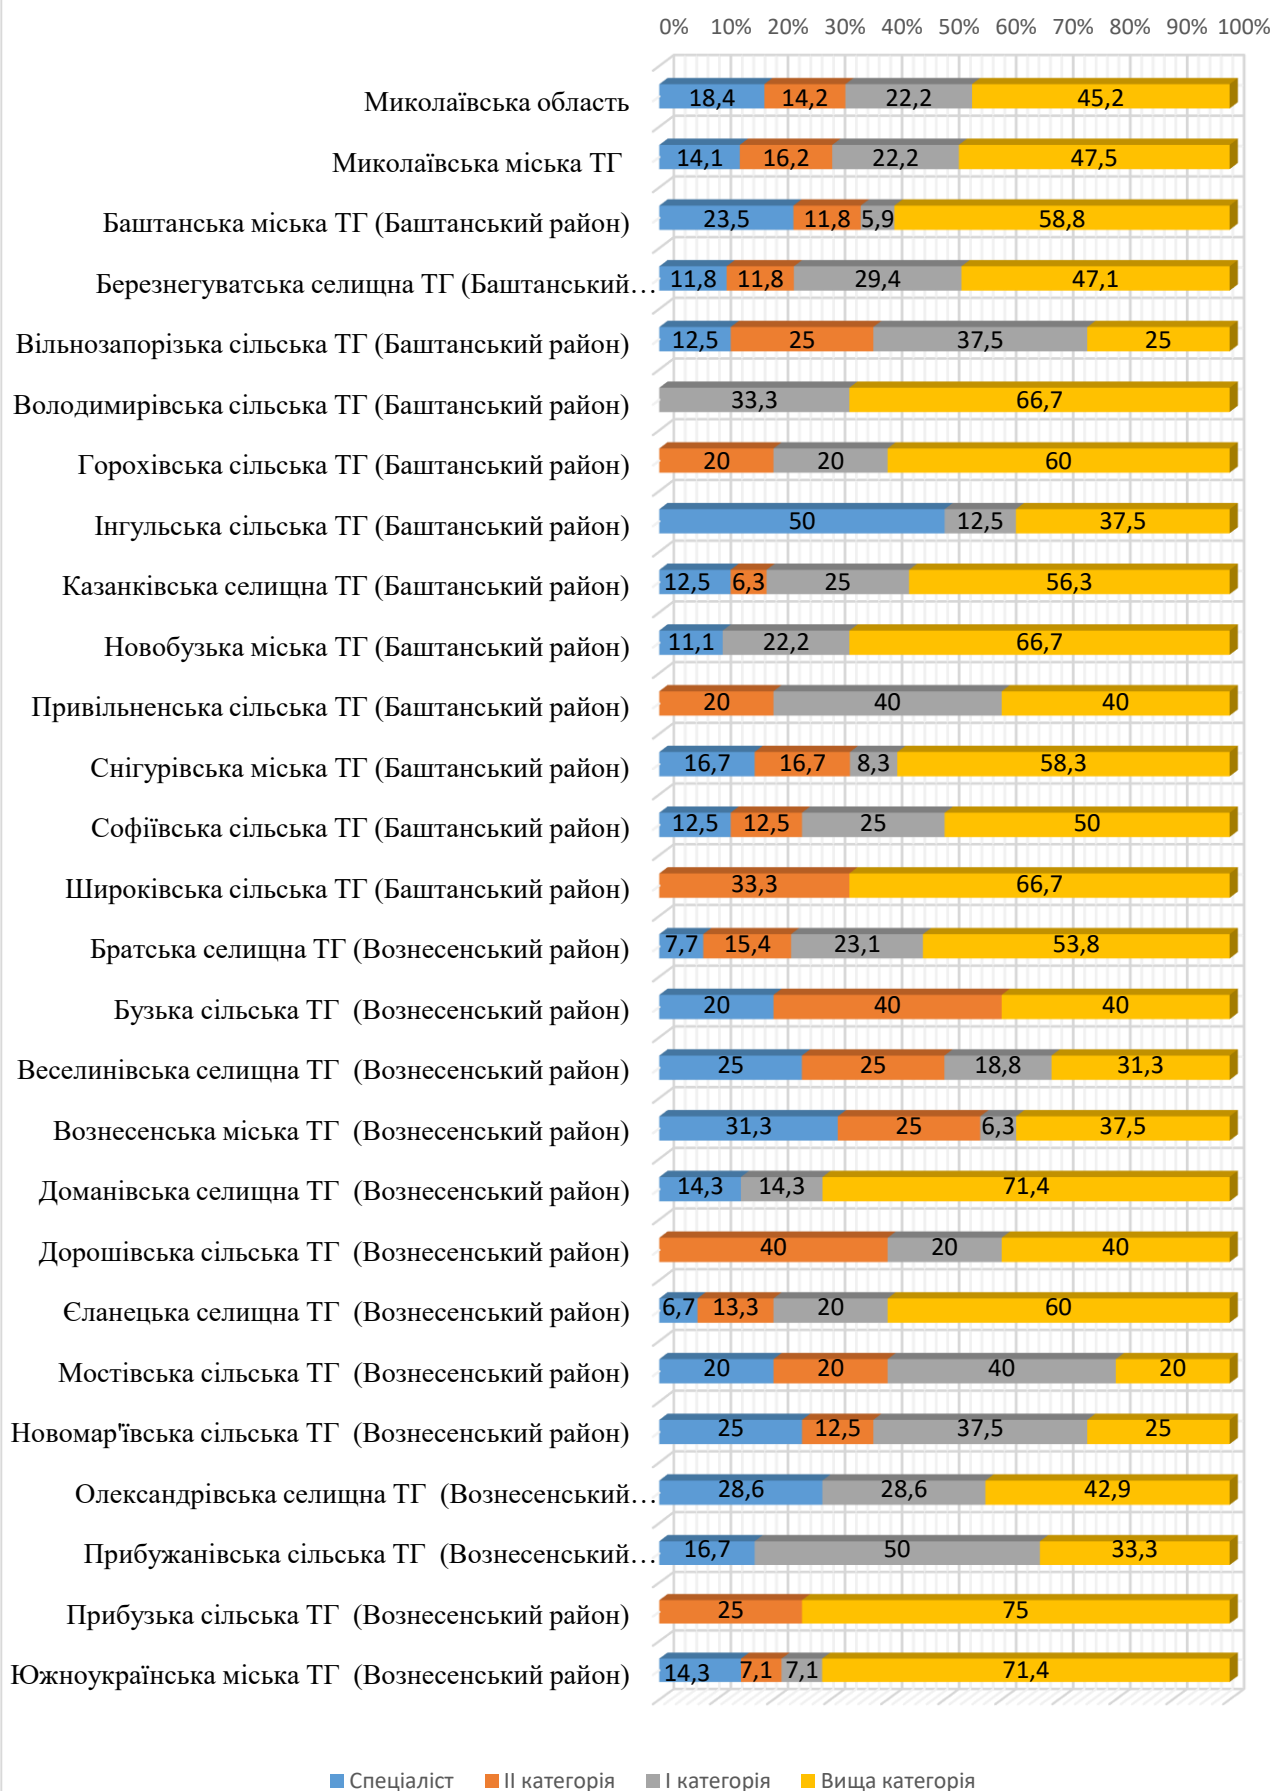 0% 10% 20% 30% 40% 50% 60% 70% 80% 90% 100%
Миколаївська область 18,4 14,2 22,2 45,2
Миколаївська міська ТГ 14,1 16,2 22,2 47,5
Баштанська міська ТГ (Баштанський район) 23,5 11,8 5,9 58,8
Березнегуватська селищна ТГ (Баштанський… 11,8 11,8 29,4 47,1
Вільнозапорізька сільська ТГ (Баштанський район) 12,5 25 37,5 25
Володимирівська сільська ТГ (Баштанський район) 33,3 66,7
Горохівська сільська ТГ (Баштанський район) 20 20 60
Інгульська сільська ТГ (Баштанський район) 50 12,5 37,5
Казанківська селищна ТГ (Баштанський район) 12,5 6,3 25 56,3
Новобузька міська ТГ (Баштанський район) 11,1 22,2 66,7
Привільненська сільська ТГ (Баштанський район) 20 40 40
Снігурівська міська ТГ (Баштанський район) 16,7 16,7 8,3 58,3
Софіївська сільська ТГ (Баштанський район) 12,5 12,5 25 50
Широківська сільська ТГ (Баштанський район) 33,3 66,7
Братська селищна ТГ (Вознесенський район) 7,7 15,4 23,1 53,8
Бузька сільська ТГ (Вознесенський район) 20 40 40
Веселинівська селищна ТГ (Вознесенський район) 25 25 18,8 31,3
Вознесенська міська ТГ (Вознесенський район) 31,3 25 6,3 37,5
Доманівська селищна ТГ (Вознесенський район) 14,3 14,3 71,4
Дорошівська сільська ТГ (Вознесенський район) 40 20 40
Єланецька селищна ТГ (Вознесенський район) 6,7 13,3 20 60
Мостівська сільська ТГ (Вознесенський район) 20 20 40 20
Новомар'ївська сільська ТГ (Вознесенський район) 25 12,5 37,5 25
Олександрівська селищна ТГ (Вознесенський… 28,6 28,6 42,9
Прибужанівська сільська ТГ (Вознесенський… 16,7 50 33,3
Прибузька сільська ТГ (Вознесенський район) 25 75
Южноукраїнська міська ТГ (Вознесенський район) 14,3 7,1 7,1 71,4
Спеціаліст ІІ категорія І категорія Вища категорія